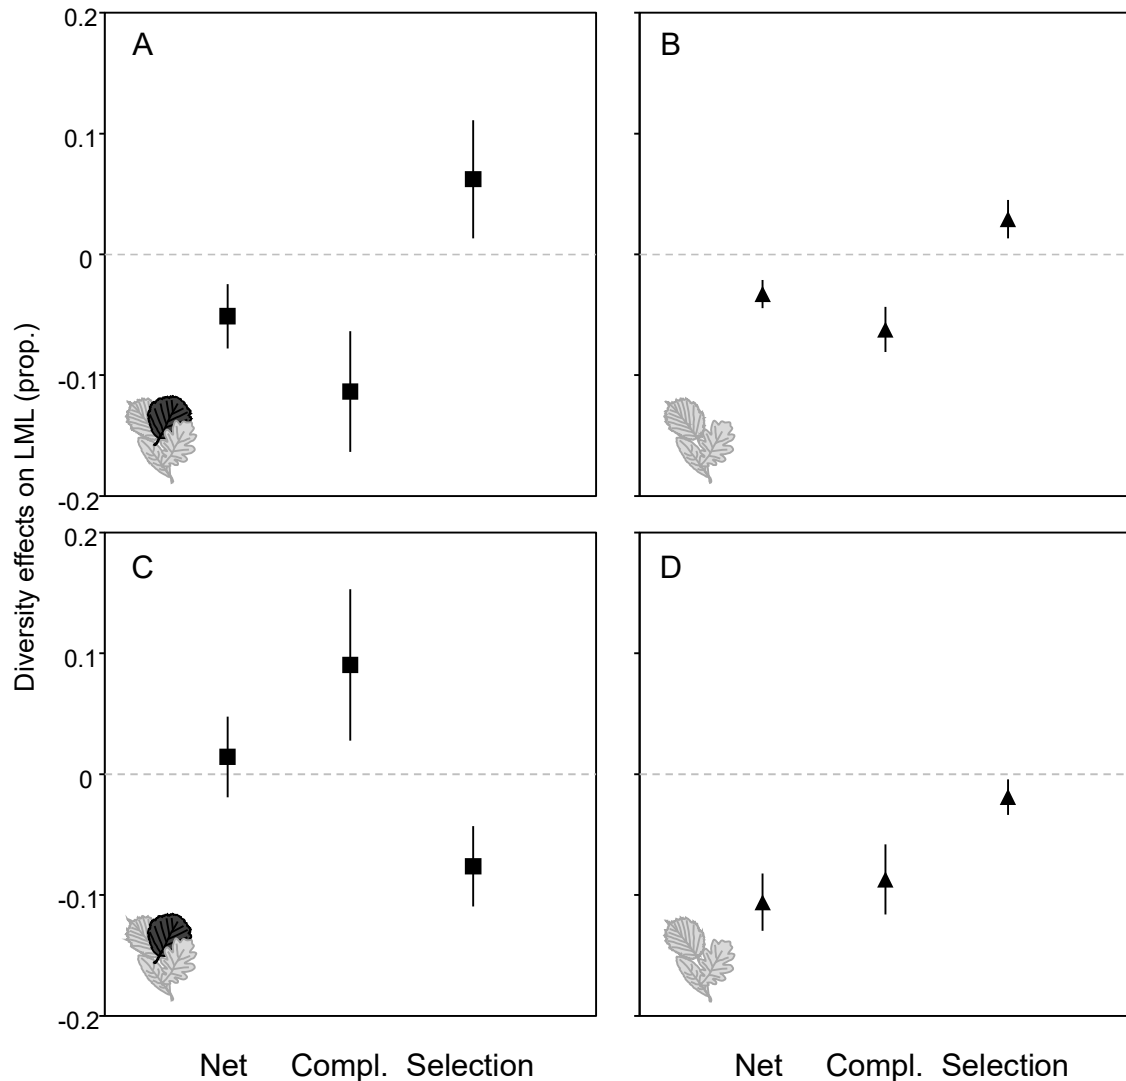 A
B
0.2
0.1
0
-0.1
-0.2
C
D
0.2
0.1
0
-0.1
-0.2
Diversity effects on LML (prop.)
Net Compl. Selection
Net Compl. Selection